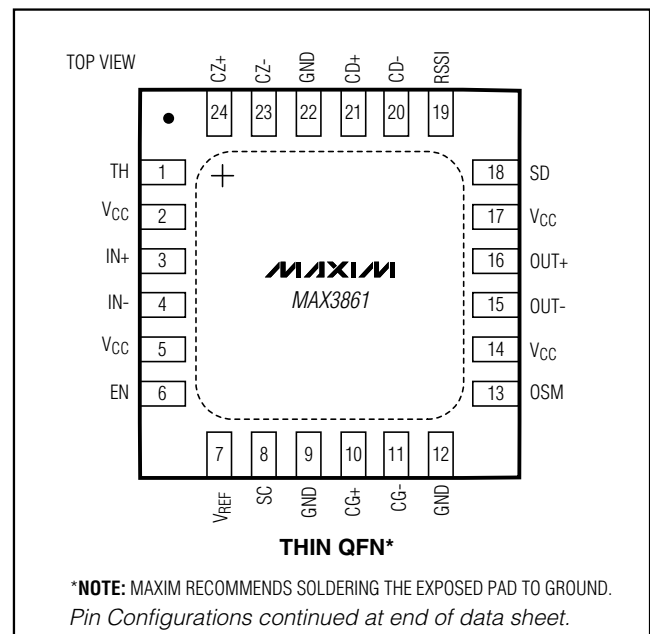 TOP VIEW
CZ+ CZ- GND CD+ CD- RSSI
24 23 22 21 20 19
TH 1 + 18 SD
VCC 2 17 VCC
IN+ 3 MAXIM 16 OUT+
IN- 4 MAX3861 15 OUT-
VCC 5 14 VCC
EN 6 13 OSM
7 8 9 10 11 12
VREF SC GND CG+ CG- GND
THIN QFN*
*NOTE: MAXIM RECOMMENDS SOLDERING THE EXPOSED PAD TO GROUND.
Pin Configurations continued at end of data sheet.